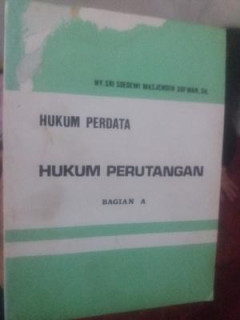 NY. SRI SOEDEWI MASJCHOEN SOFWAN, SH.
HUKUM PERDATA
HUKUM PERUTANGAN
BAGIAN A